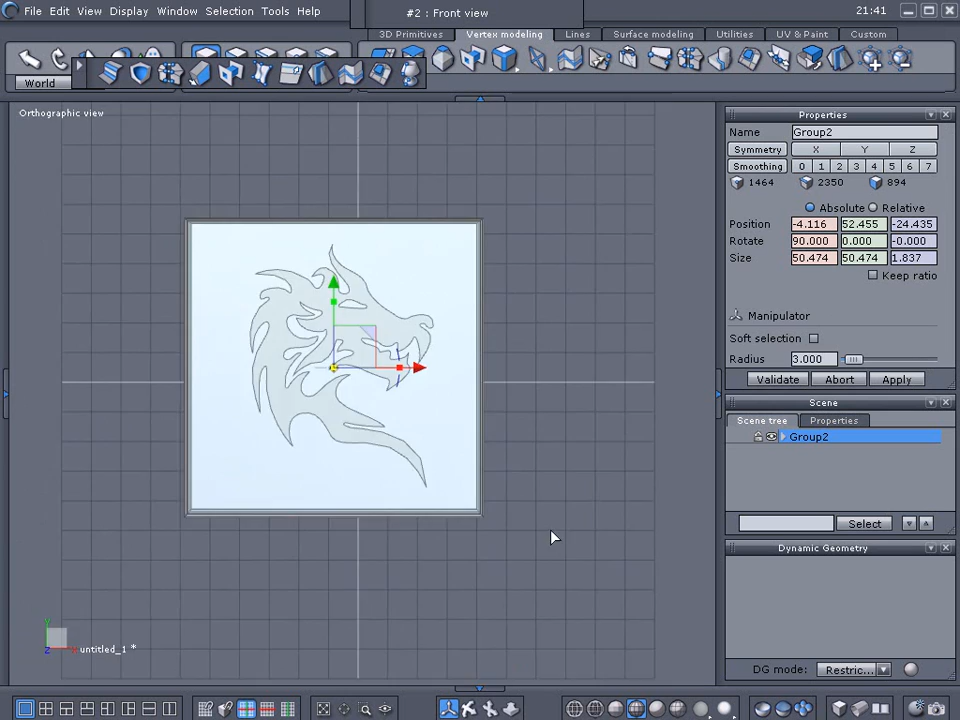 File Edit View Display Window Selection Tools Help
#2 : Front view
21:41
3D Primitives Vertex modeling Lines Surface modeling Utilities UV & Paint Custom
World
Orthographic view
Properties
Name Group2
Symmetry X Y Z
Smoothing 0 1 2 3 4 5 6 7
1464 2350 894
Absolute Relative
Position -4.116 52.455 -24.435
Rotate 90.000 0.000 -0.000
Size 50.474 50.474 1.837
Keep ratio
Manipulator
Soft selection
Radius 3.000
Validate Abort Apply
Scene
Scene tree Properties
Group2
Select
Dynamic Geometry
Y
Z X
untitled_1 *
DG mode: Restric...